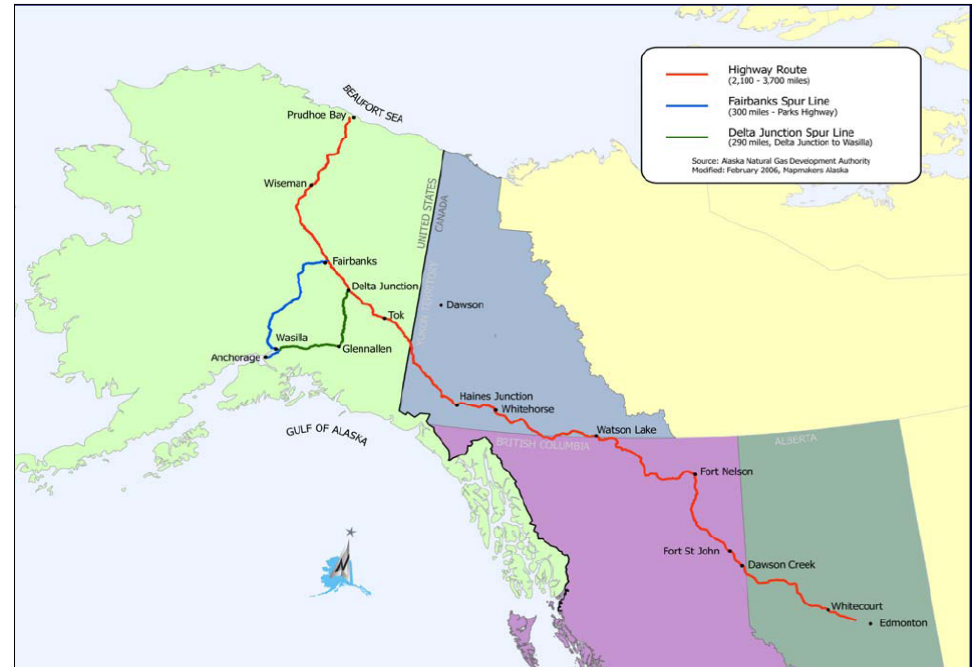 Highway Route
(2,100 - 3,700 miles)
Fairbanks Spur Line
(300 miles - Parks Highway)
Delta Junction Spur Line
(290 miles, Delta Junction to Wasilla)
Source: Alaska Natural Gas Development Authority
Modified: February 2006, Mapmakers Alaska
BEAUFORT SEA
Prudhoe Bay
Wiseman
UNITED STATES
CANADA
YUKON TERRITORY
Fairbanks
Delta Junction
Dawson
Tok
Wasilla
Glennallen
Anchorage
Haines Junction
Whitehorse
GULF OF ALASKA
Watson Lake
BRITISH COLUMBIA
ALBERTA
Fort Nelson
Fort St John
Dawson Creek
Whitecourt
Edmonton
N